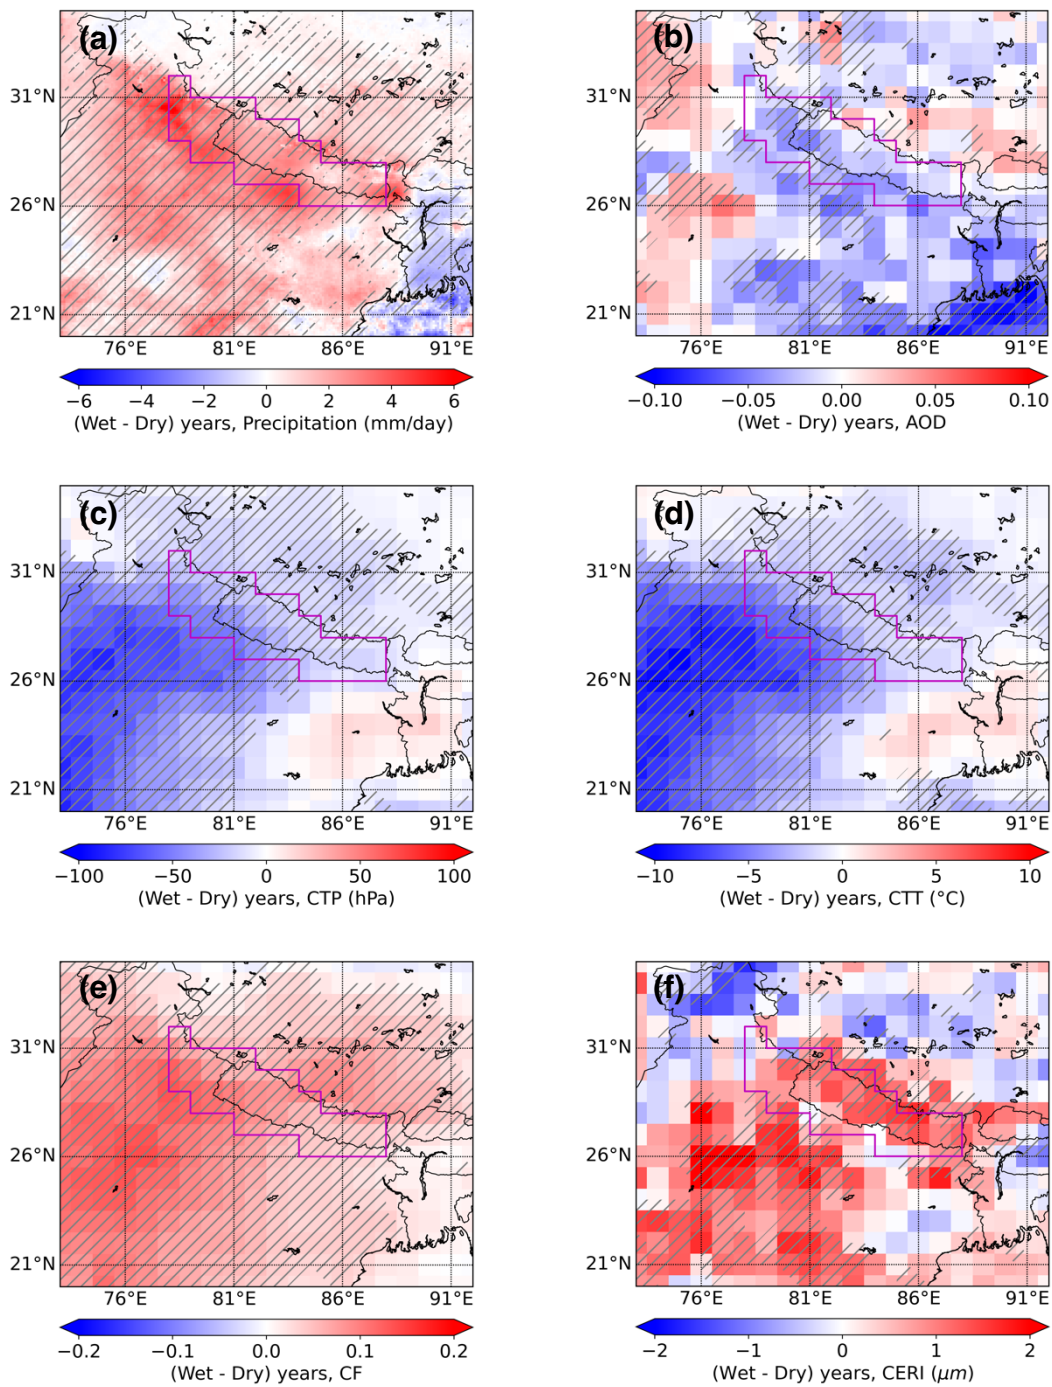 (a)
31°N
26°N
21°N
76°E 81°E 86°E 91°E
−6 −4 −2 0 2 4 6
(Wet - Dry) years, Precipitation (mm/day)
(b)
31°N
26°N
21°N
76°E 81°E 86°E 91°E
−0.10 −0.05 0.00 0.05 0.10
(Wet - Dry) years, AOD
(c)
31°N
26°N
21°N
76°E 81°E 86°E 91°E
−100 −50 0 50 100
(Wet - Dry) years, CTP (hPa)
(d)
31°N
26°N
21°N
76°E 81°E 86°E 91°E
−10 −5 0 5 10
(Wet - Dry) years, CTT (°C)
(e)
31°N
26°N
21°N
76°E 81°E 86°E 91°E
−0.2 −0.1 0.0 0.1 0.2
(Wet - Dry) years, CF
(f)
31°N
26°N
21°N
76°E 81°E 86°E 91°E
−2 −1 0 1 2
(Wet - Dry) years, CERI (μm)